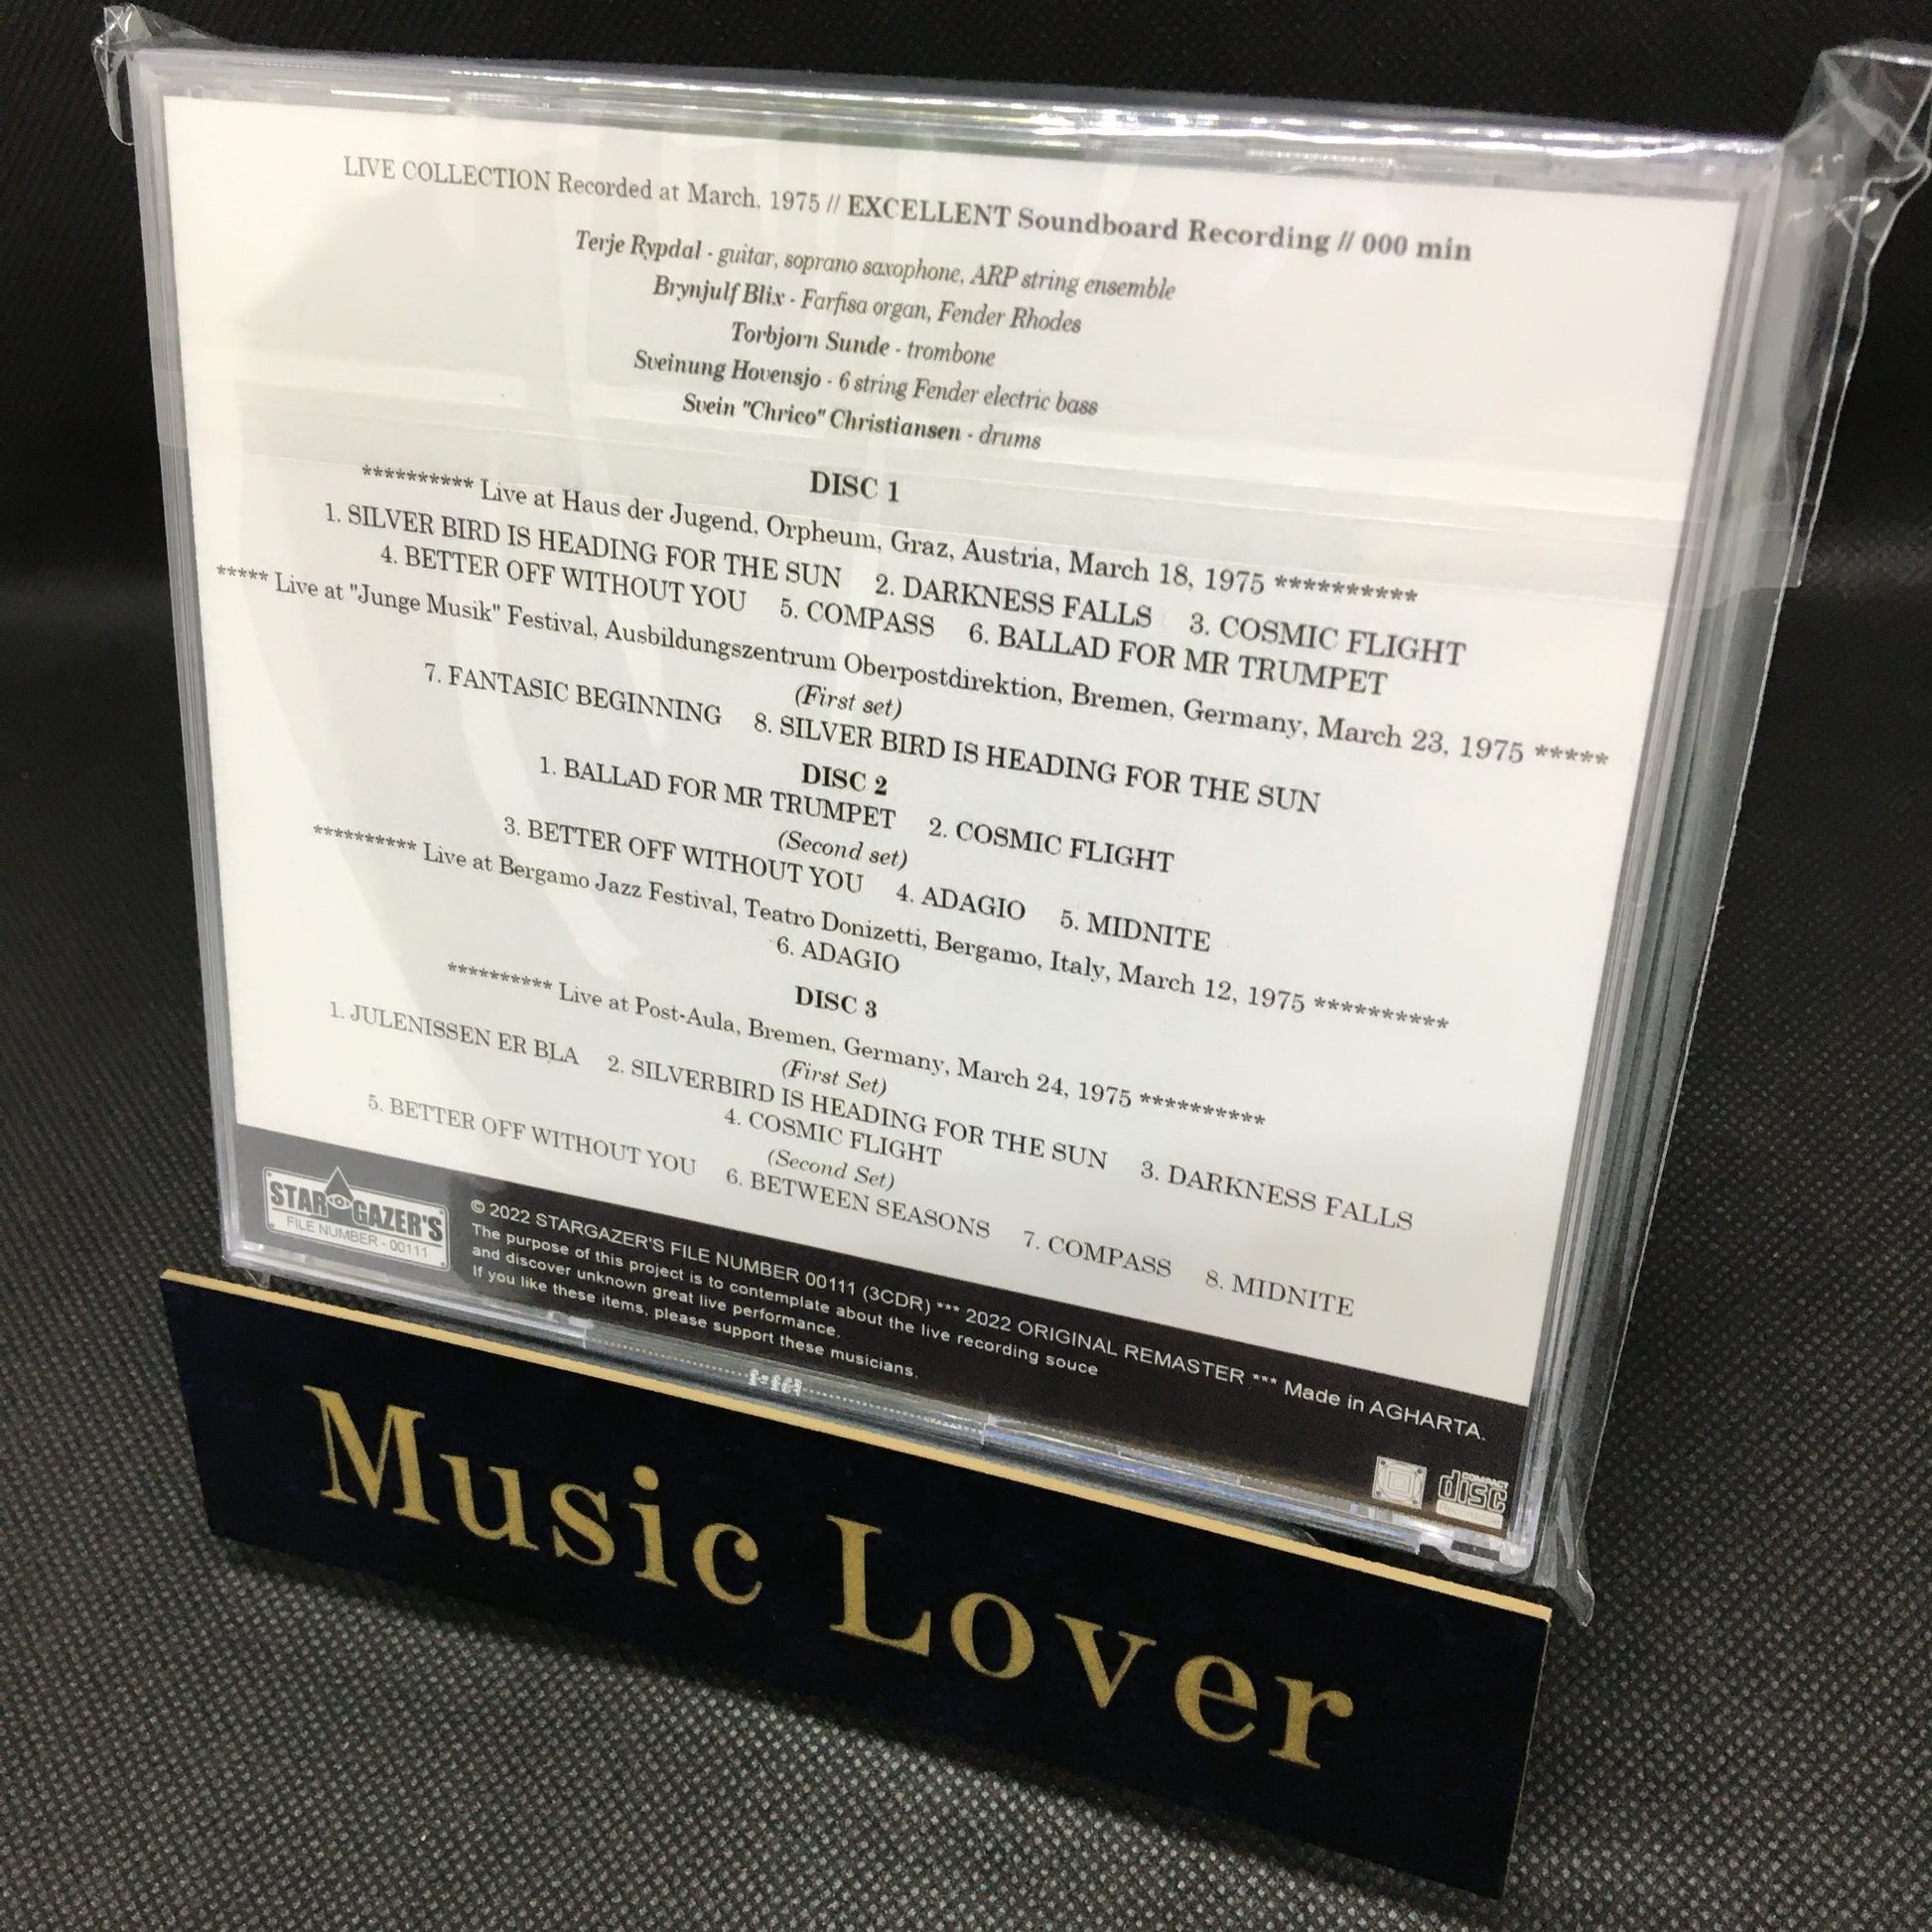 LIVE COLLECTION Recorded at March, 1975 // EXCELLENT Soundboard Recording // 000 min
Terje Rypdal - guitar, soprano saxophone, ARP string ensemble
Brynjulf Blix - Farfisa organ, Fender Rhodes
Torbjorn Sunde - trombone
Sveinung Hovensjo - 6 string Fender electric bass
Svein "Chrico" Christiansen - drums
DISC 1
********** Live at Haus der Jugend, Orpheum, Graz, Austria, March 18, 1975 **********
1. SILVER BIRD IS HEADING FOR THE SUN 2. DARKNESS FALLS 3. COSMIC FLIGHT
4. BETTER OFF WITHOUT YOU 5. COMPASS 6. BALLAD FOR MR TRUMPET
***** Live at "Junge Musik" Festival, Ausbildungszentrum Oberpostdirektion, Bremen, Germany, March 23, 1975 *****
(First set)
7. FANTASIC BEGINNING 8. SILVER BIRD IS HEADING FOR THE SUN
DISC 2
1. BALLAD FOR MR TRUMPET 2. COSMIC FLIGHT
(Second set)
3. BETTER OFF WITHOUT YOU 4. ADAGIO 5. MIDNITE
********** Live at Bergamo Jazz Festival, Teatro Donizetti, Bergamo, Italy, March 12, 1975 **********
6. ADAGIO
DISC 3
********** Live at Post-Aula, Bremen, Germany, March 24, 1975 **********
(First Set)
1. JULENISSEN ER BLA 2. SILVERBIRD IS HEADING FOR THE SUN 3. DARKNESS FALLS
4. COSMIC FLIGHT
(Second Set)
5. BETTER OFF WITHOUT YOU 6. BETWEEN SEASONS 7. COMPASS 8. MIDNITE
STAR GAZER'S
FILE NUMBER - 00111
© 2022 STARGAZER'S FILE NUMBER 00111 (3CDR) *** 2022 ORIGINAL REMASTER *** Made in AGHARTA.
The purpose of this project is to contemplate about the live recording souce
and discover unknown great live performance.
If you like these items, please support these musicians.
COMPACT
disc
Music Lover